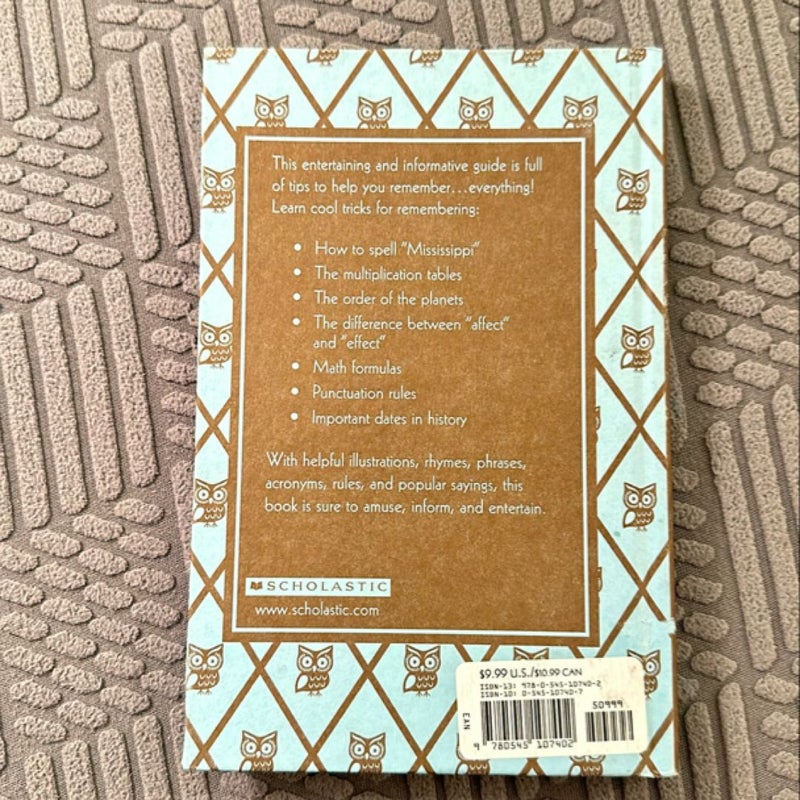 This entertaining and informative guide is full
of tips to help you remember...everything!
Learn cool tricks for remembering:
• How to spell "Mississippi"
• The multiplication tables
• The order of the planets
• The difference between "affect"
and "effect"
• Math formulas
• Punctuation rules
• Important dates in history
With helpful illustrations, rhymes, phrases,
acronyms, rules, and popular sayings, this
book is sure to amuse, inform, and entertain.
SCHOLASTIC
www.scholastic.com
$9.99 U.S./$10.99 CAN
ISBN-13: 978-0-545-10740-2
ISBN-10: 0-545-10740-7
50999
EAN
9 780545 107402